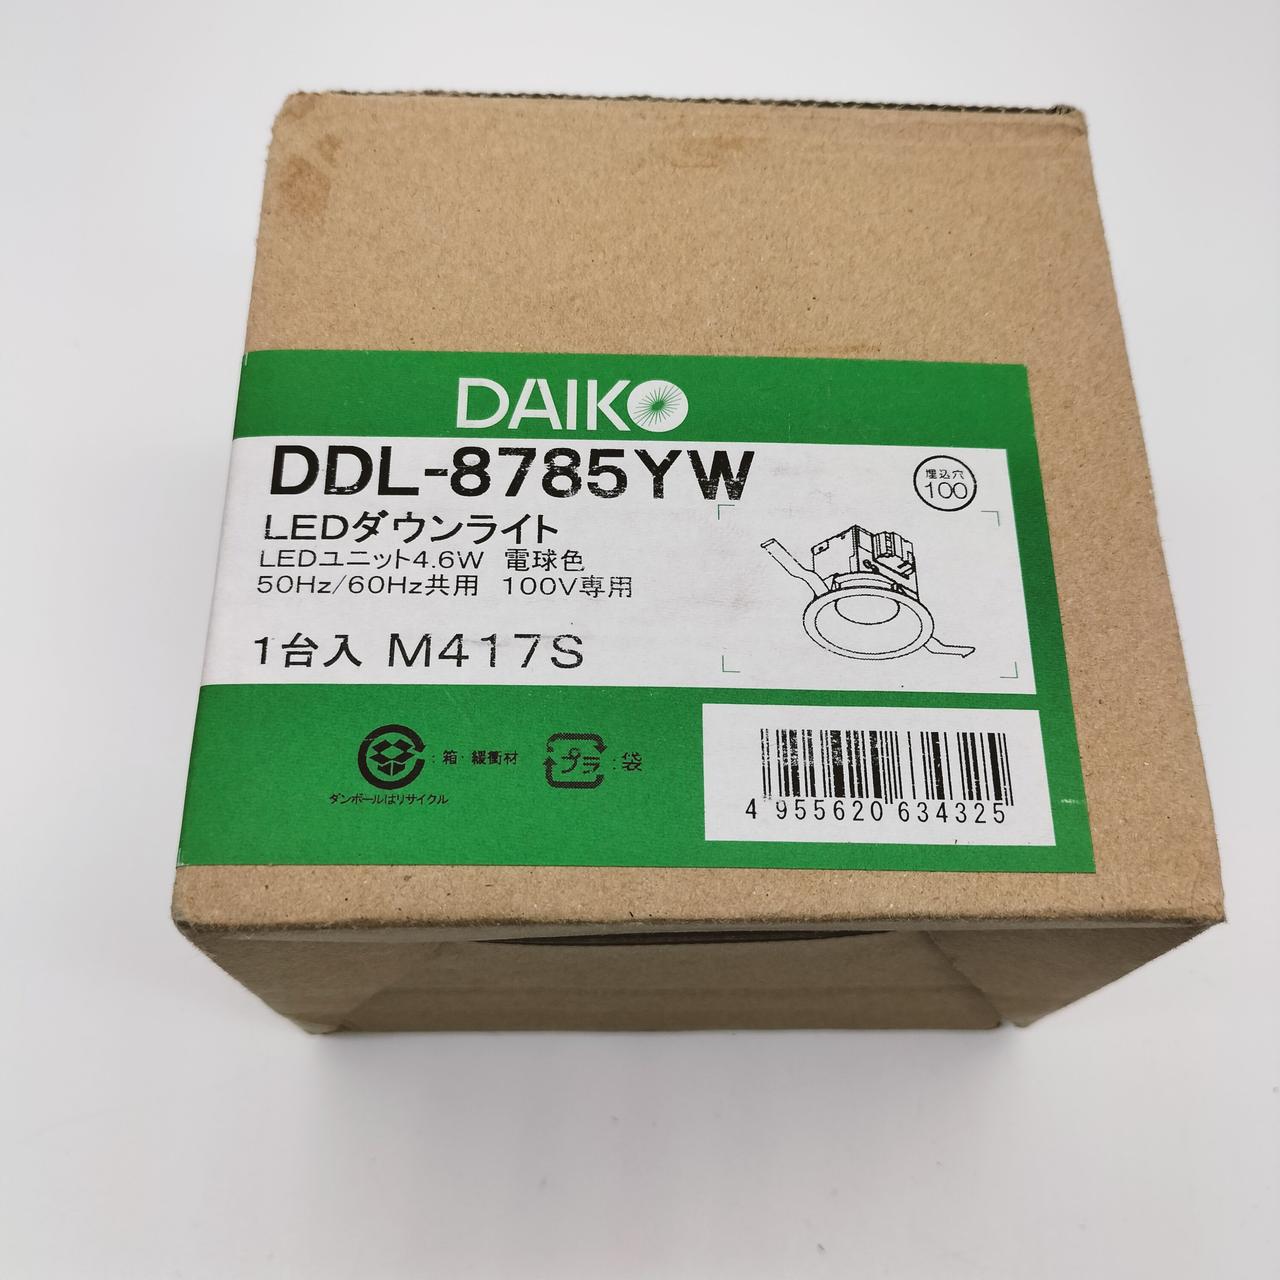 DAIKO
DDL-8785YW
埋込穴
100
LEDダウンライト
LEDユニット4.6W 電球色
50Hz/60Hz共用 100V専用
1台入 M417S
:箱・緩衝材
プラ:袋
ダンボールはリサイクル
4 955620 634325